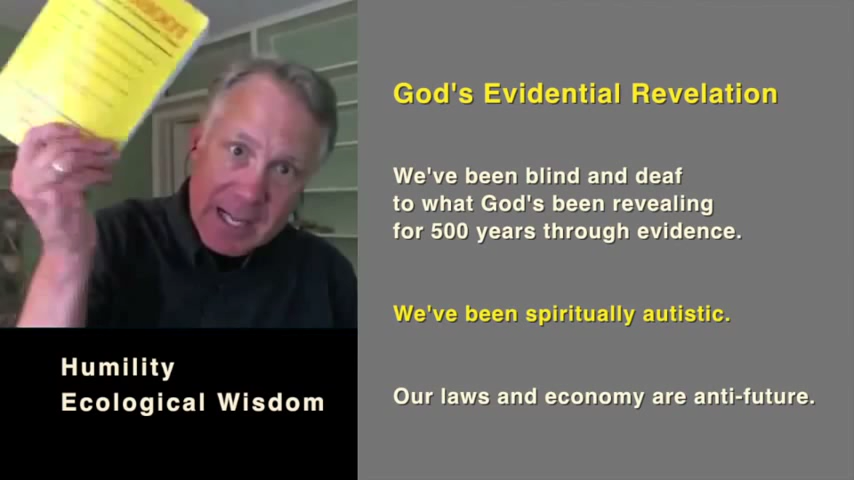 God's Evidential Revelation
We've been blind and deaf
to what God's been revealing
for 500 years through evidence.
We've been spiritually autistic.
Our laws and economy are anti-future.
Humility
Ecological Wisdom